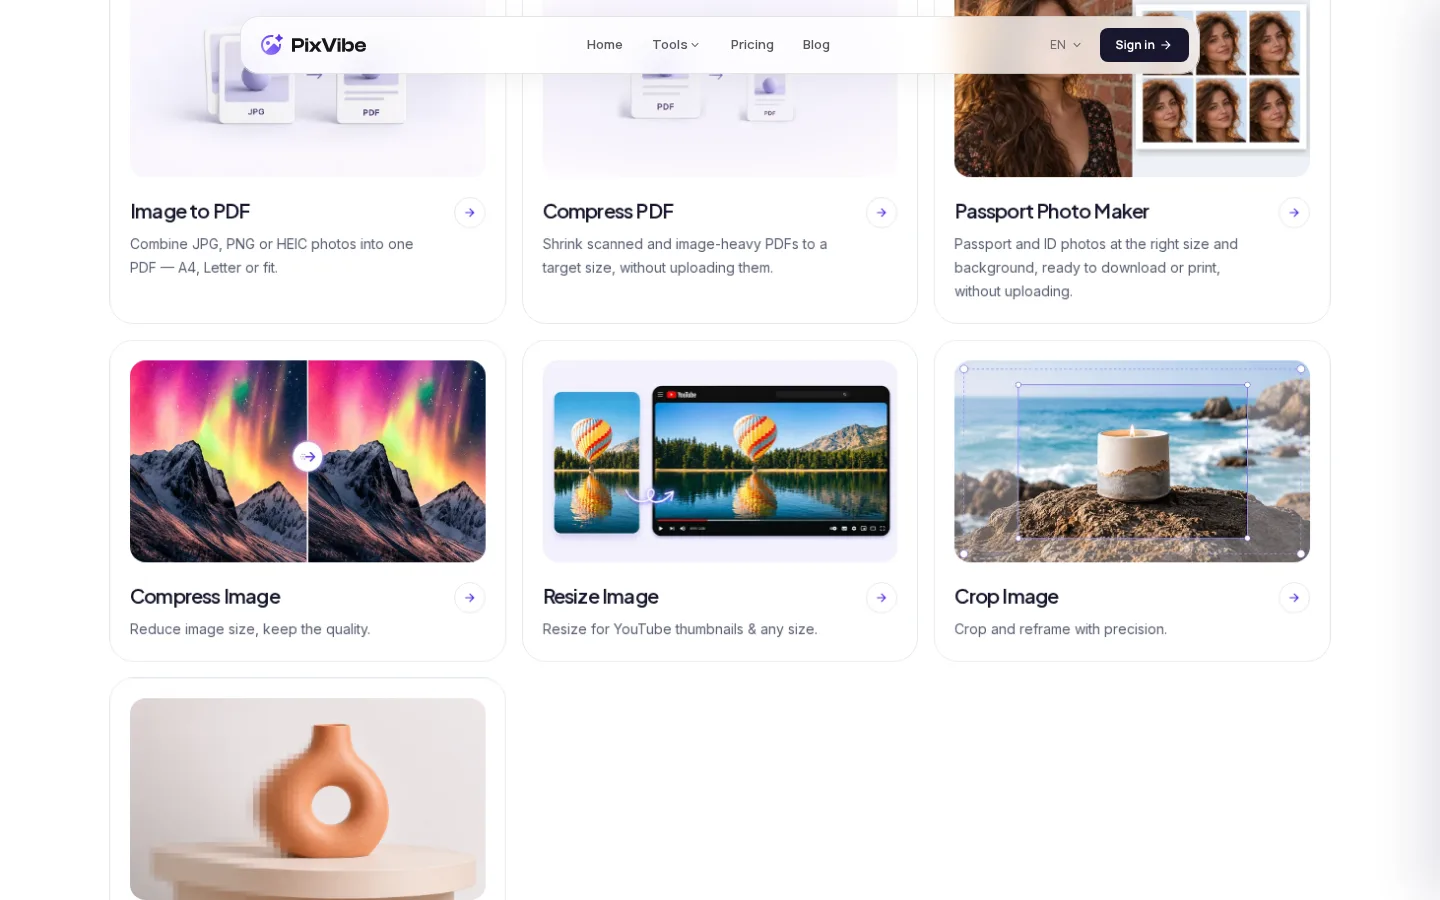 PixVibe
Home
Tools
Pricing
Blog
EN
Sign in
JPG
PDF
PDF
PDF
Image to PDF
Combine JPG, PNG or HEIC photos into one
PDF — A4, Letter or fit.
Compress PDF
Shrink scanned and image-heavy PDFs to a
target size, without uploading them.
Passport Photo Maker
Passport and ID photos at the right size and
background, ready to download or print,
without uploading.
YouTube
Compress Image
Reduce image size, keep the quality.
Resize Image
Resize for YouTube thumbnails & any size.
Crop Image
Crop and reframe with precision.